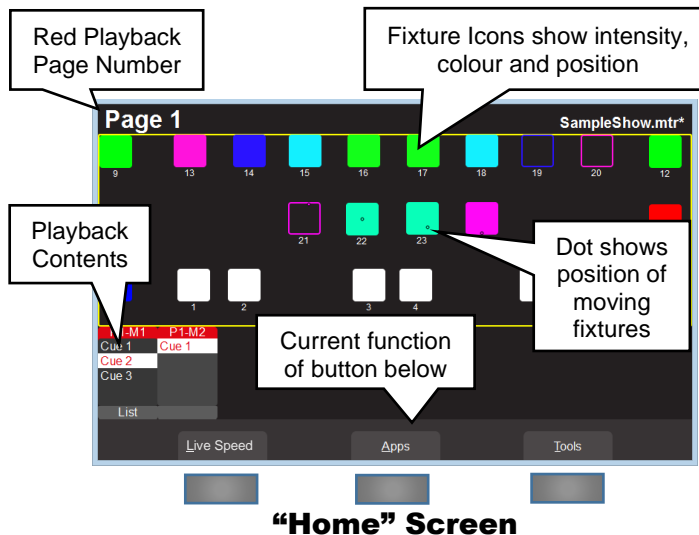 Red Playback
Page Number
Fixture Icons show intensity,
colour and position
Page 1
SampleShow.mtr*
9
13
14
15
16
17
18
19
20
12
21
22
23
Playback
Contents
Dot shows
position of
moving
fixtures
1
2
3
4
P1-M2
Cue 1
Cue 1
Cue 2
Cue 3
List
Current function
of button below
Live Speed
Apps
Tools
“Home” Screen